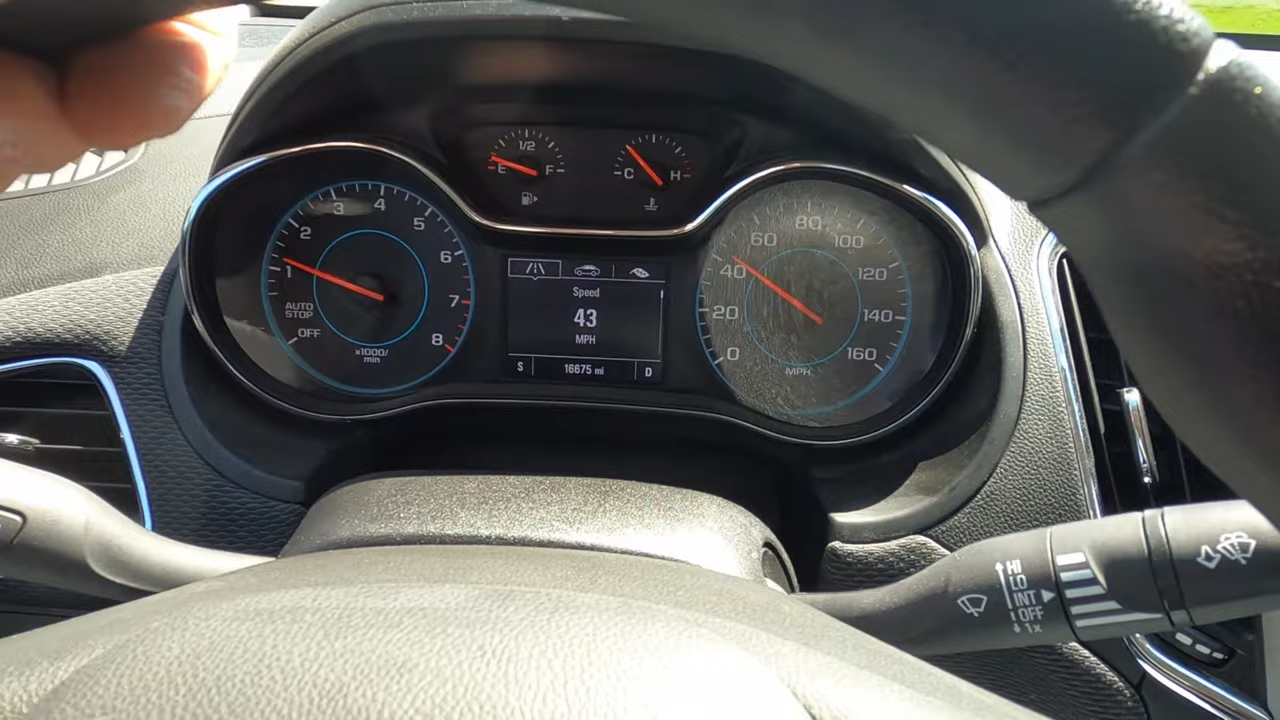 1/2
E F
C H
1 2 3 4 5 6 7 8
AUTO
STOP
OFF
x1000/
min
Speed
43
MPH
S 16675 mi D
0 20 40 60 80 100 120 140 160
MPH
HI
LO
INT
OFF
1x